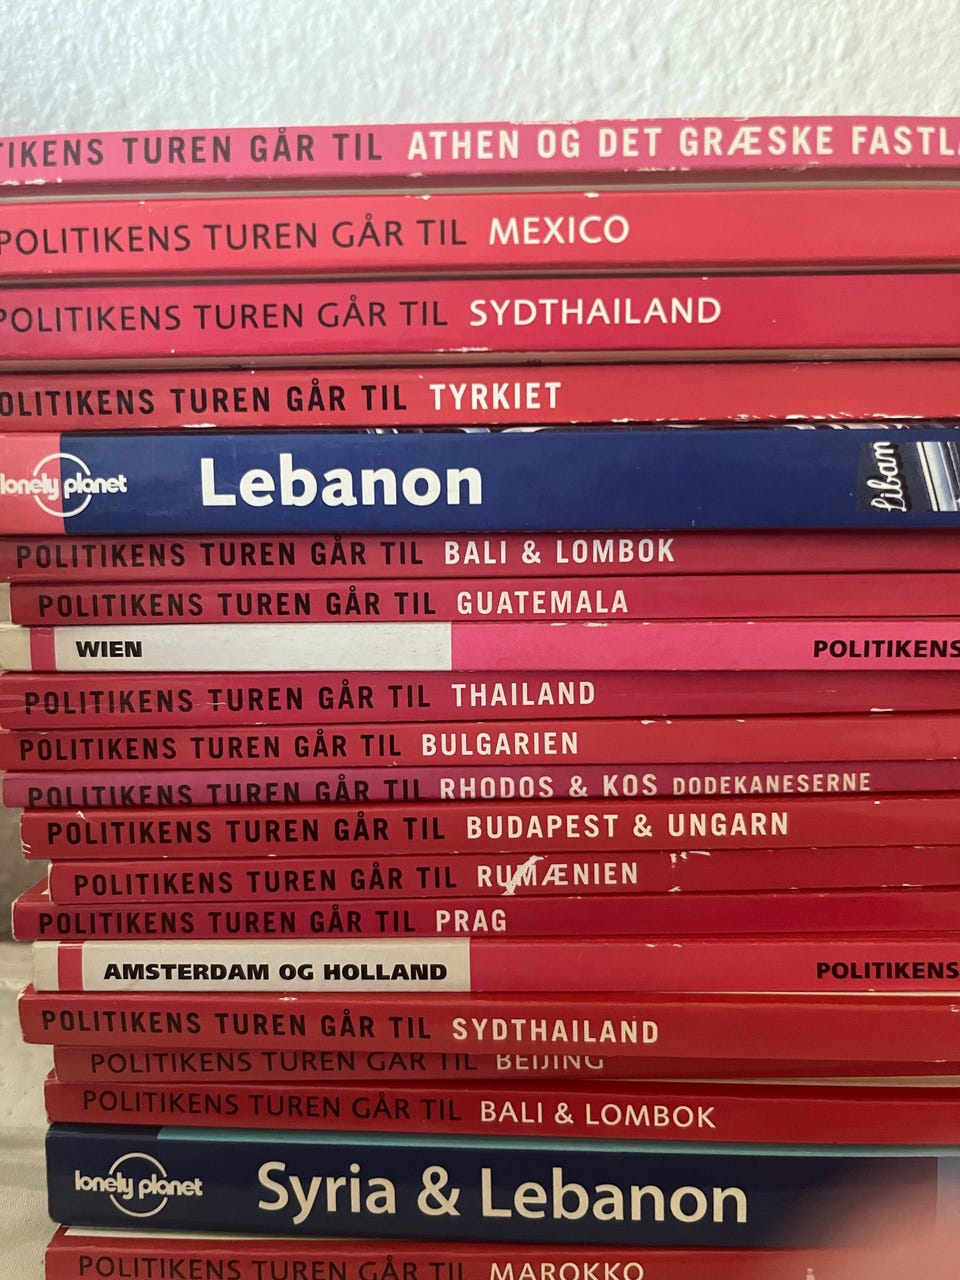 TIKENS TUREN GÅR TIL ATHEN OG DET GRÆSKE FASTLA
POLITIKENS TUREN GÅR TIL MEXICO
POLITIKENS TUREN GÅR TIL SYDTHAILAND
OLITIKENS TUREN GÅR TIL TYRKIET
lonely planet Lebanon Liban
POLITIKENS TUREN GÅR TIL BALI & LOMBOK
POLITIKENS TUREN GÅR TIL GUATEMALA
WIEN POLITIKENS
POLITIKENS TUREN GÅR TIL THAILAND
POLITIKENS TUREN GÅR TIL BULGARIEN
POLITIKENS TUREN GÅR TIL RHODOS & KOS DODEKANESERNE
POLITIKENS TUREN GÅR TIL BUDAPEST & UNGARN
POLITIKENS TUREN GÅR TIL RUMÆNIEN
POLITIKENS TUREN GÅR TIL PRAG
AMSTERDAM OG HOLLAND POLITIKENS
POLITIKENS TUREN GÅR TIL SYDTHAILAND
POLITIKENS TUREN GÅR TIL BEIJING
POLITIKENS TUREN GÅR TIL BALI & LOMBOK
lonely planet Syria & Lebanon
POLITIKENS TUREN GÅR TIL MAROKKO